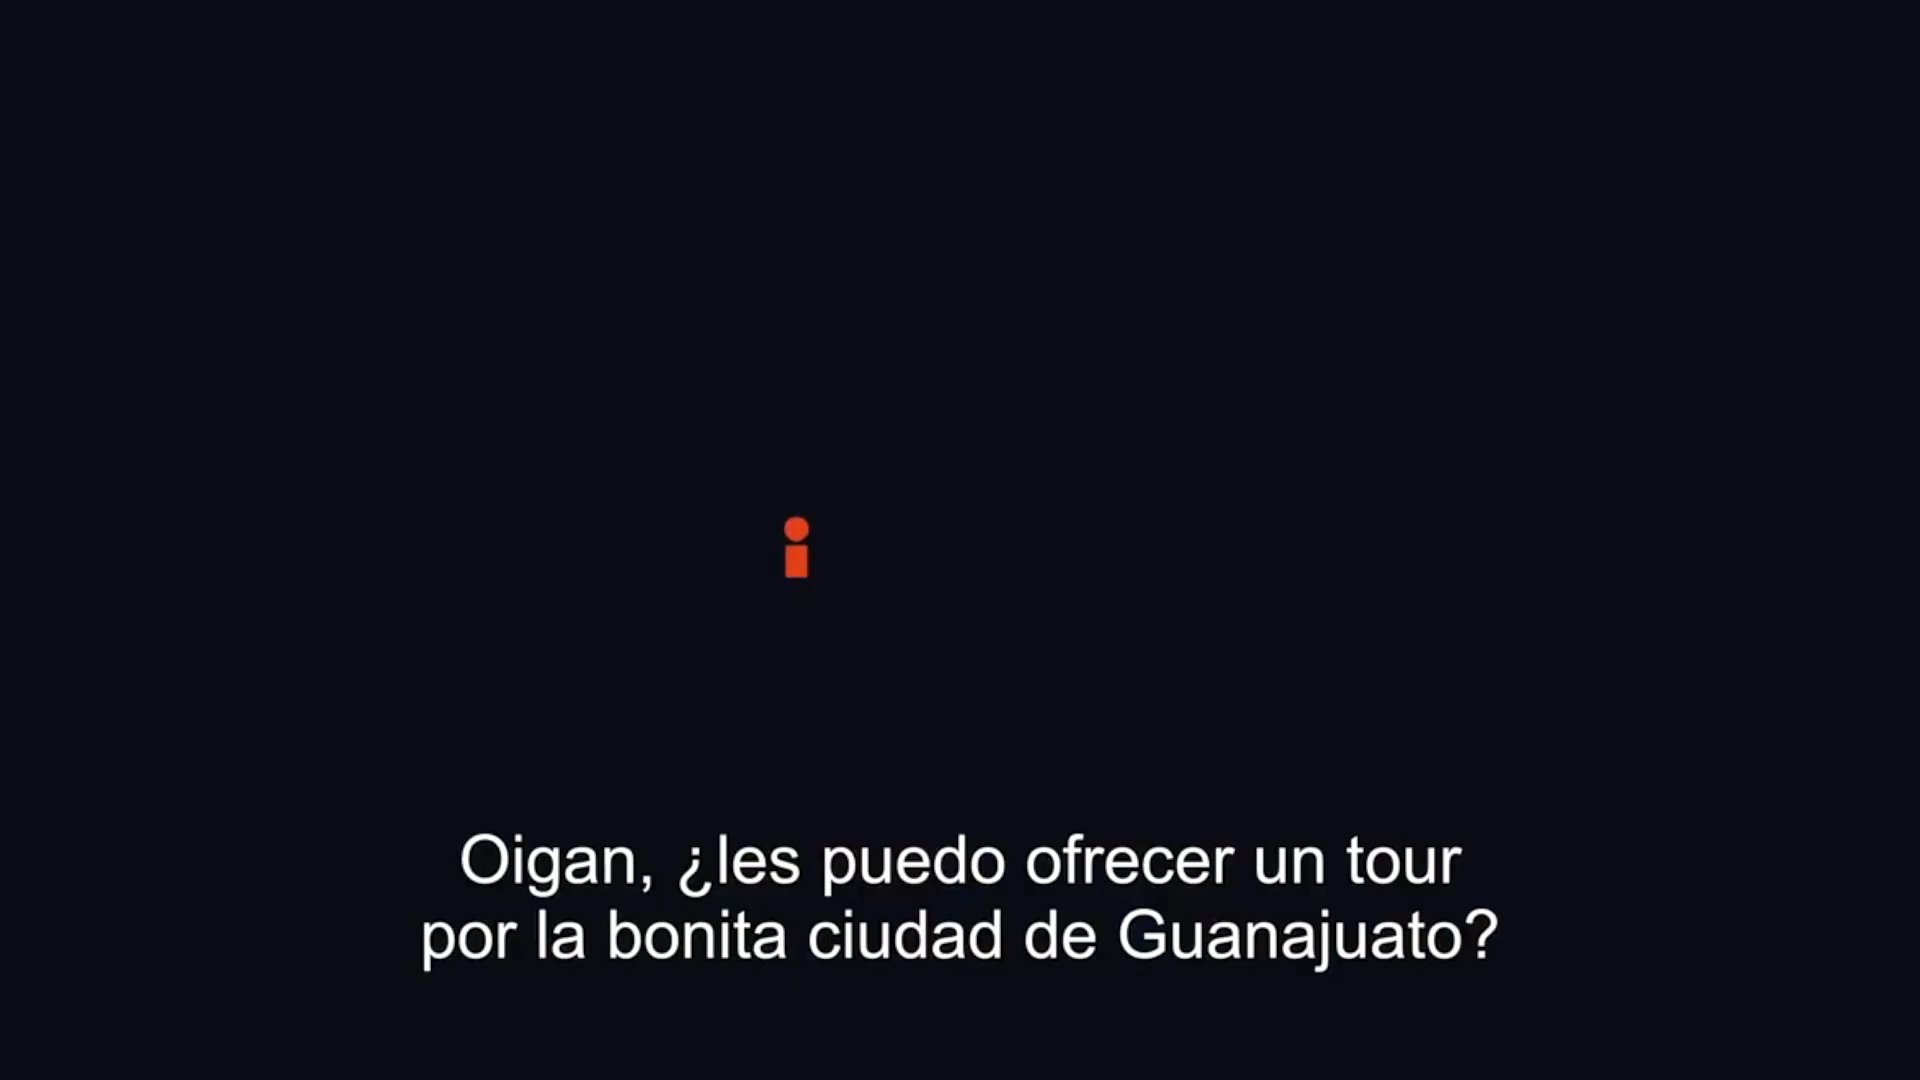 Oigan, ¿les puedo ofrecer un tour
por la bonita ciudad de Guanajuato?